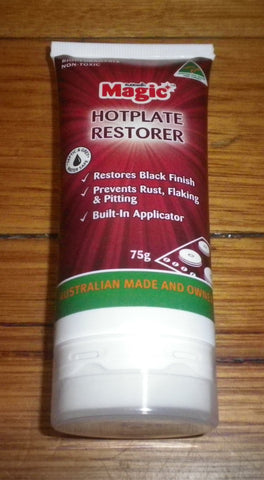 BIODEGRADABLE
NON-TOXIC
Magic
HOTPLATE
RESTORER
✓ Restores Black Finish
✓ Prevents Rust, Flaking
& Pitting
✓ Built-In Applicator
75g
AUSTRALIAN MADE AND OWNED